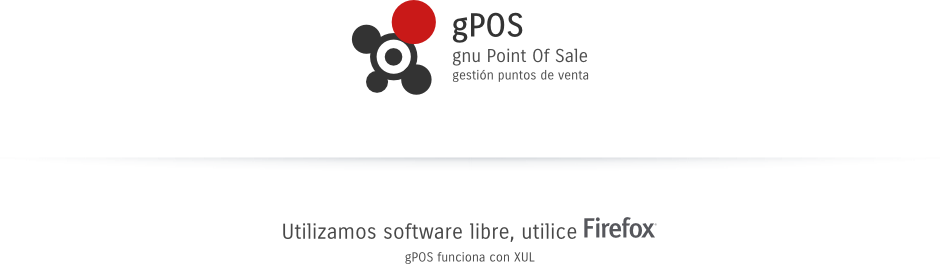 gPOS
gnu Point Of Sale
gestión puntos de venta
Utilizamos software libre, utilice Firefox
gPOS funciona con XUL